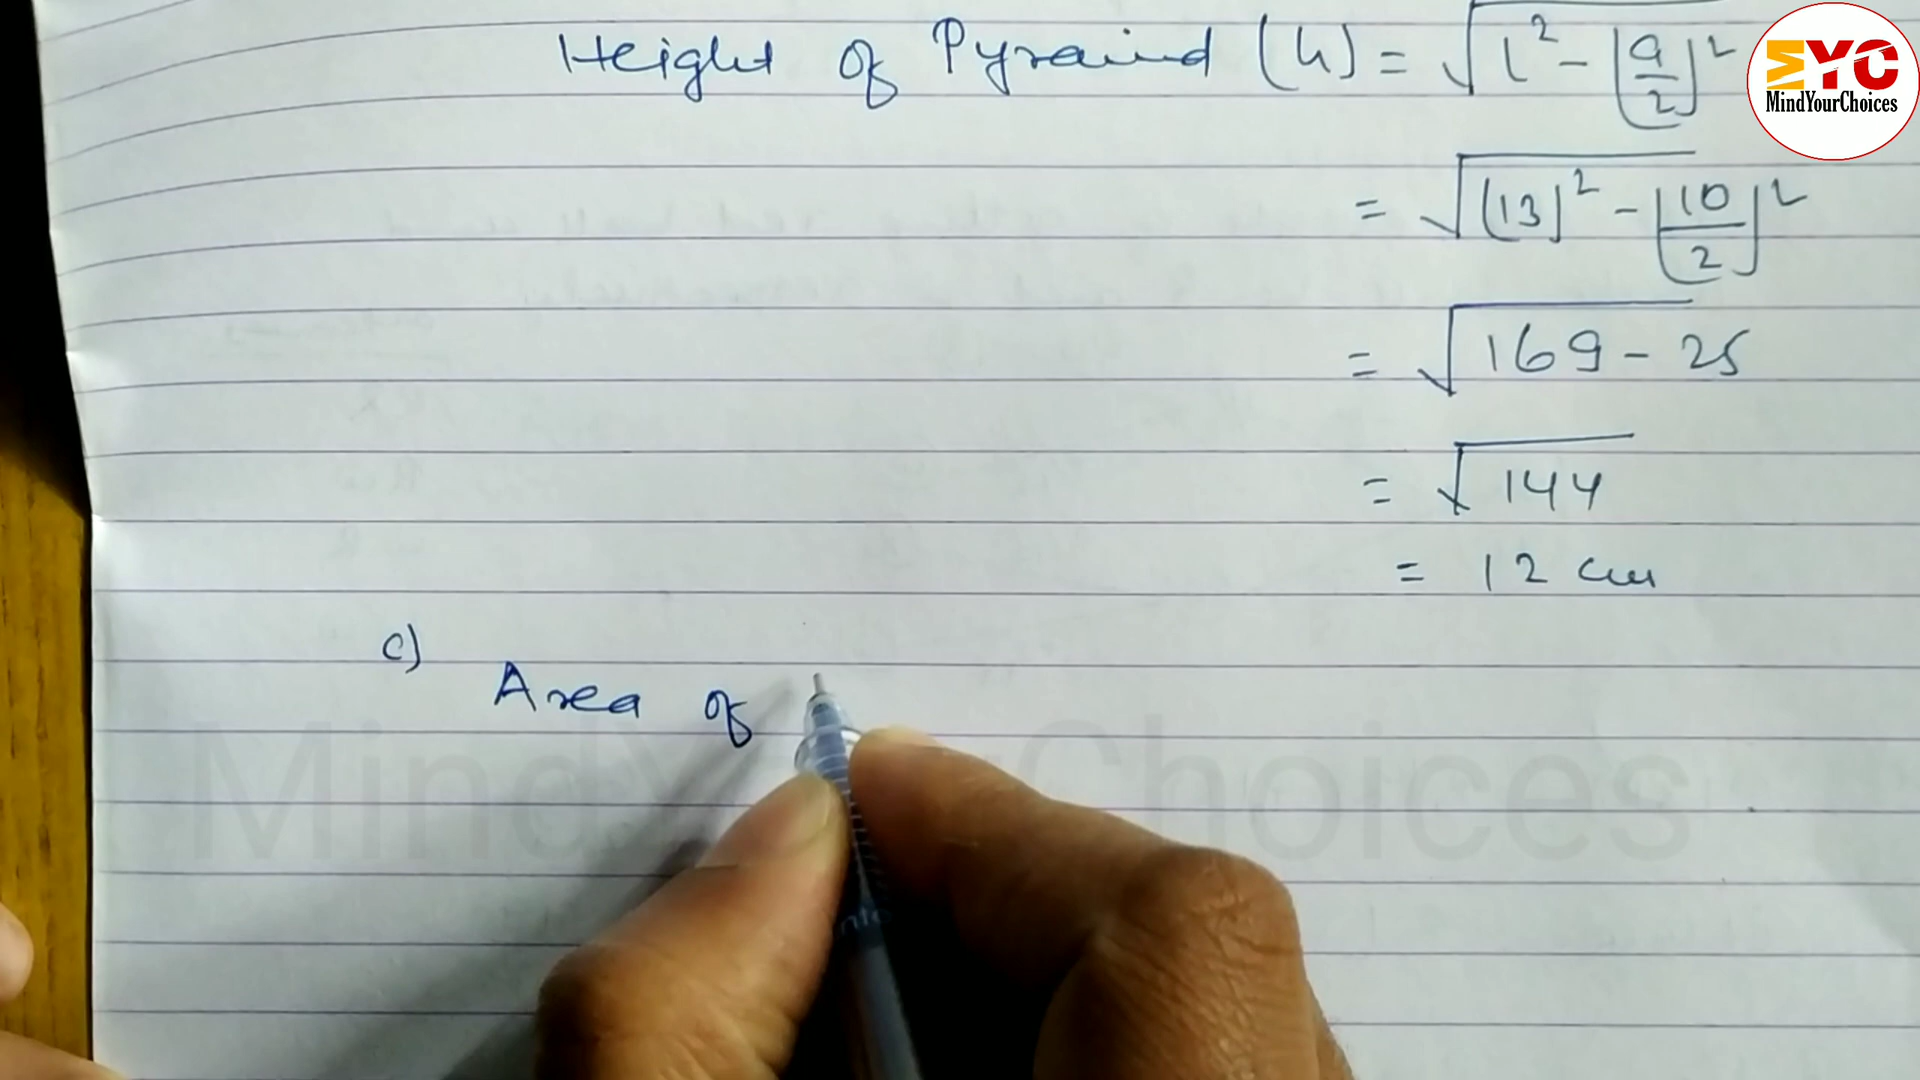 Height of Pyramid (h) = √l² - (a/2)²
MYC
MindYourChoices
= √(13)² - (10/2)²
= √169 - 25
= √144
= 12 cm
c)
Area of
MindYourChoices